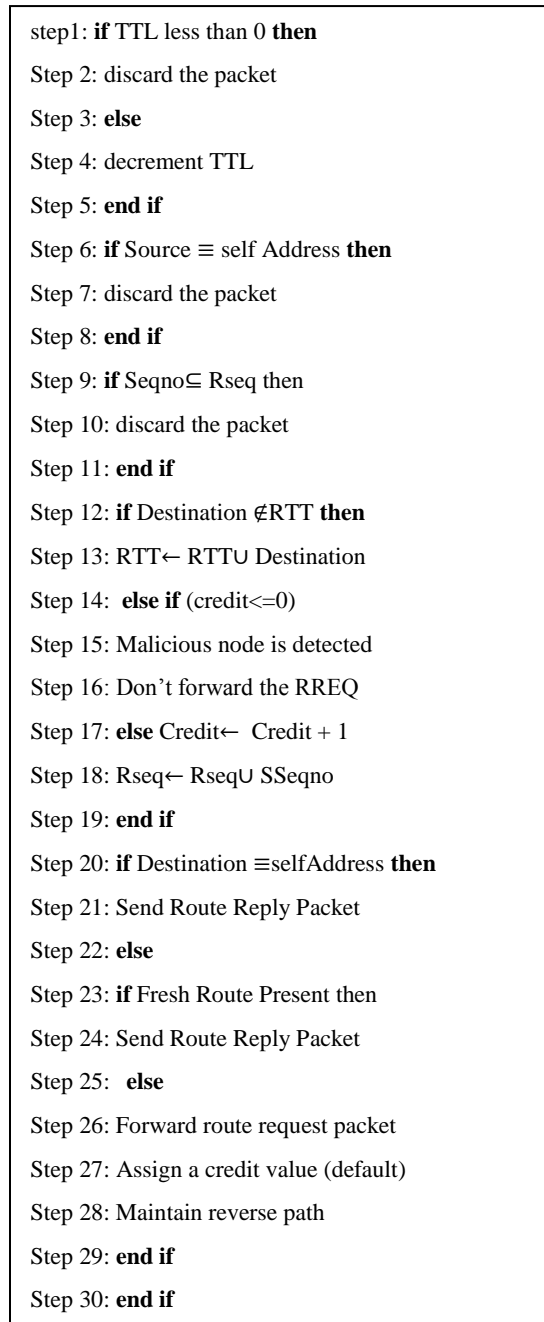 step1: if TTL less than 0 then
Step 2: discard the packet
Step 3: else
Step 4: decrement TTL
Step 5: end if
Step 6: if Source ≡ self Address then
Step 7: discard the packet
Step 8: end if
Step 9: if Seqno⊆ Rseq then
Step 10: discard the packet
Step 11: end if
Step 12: if Destination ∉RTT then
Step 13: RTT← RTT∪ Destination
Step 14: else if (credit<=0)
Step 15: Malicious node is detected
Step 16: Don’t forward the RREQ
Step 17: else Credit← Credit + 1
Step 18: Rseq← Rseq∪ SSeqno
Step 19: end if
Step 20: if Destination ≡selfAddress then
Step 21: Send Route Reply Packet
Step 22: else
Step 23: if Fresh Route Present then
Step 24: Send Route Reply Packet
Step 25: else
Step 26: Forward route request packet
Step 27: Assign a credit value (default)
Step 28: Maintain reverse path
Step 29: end if
Step 30: end if